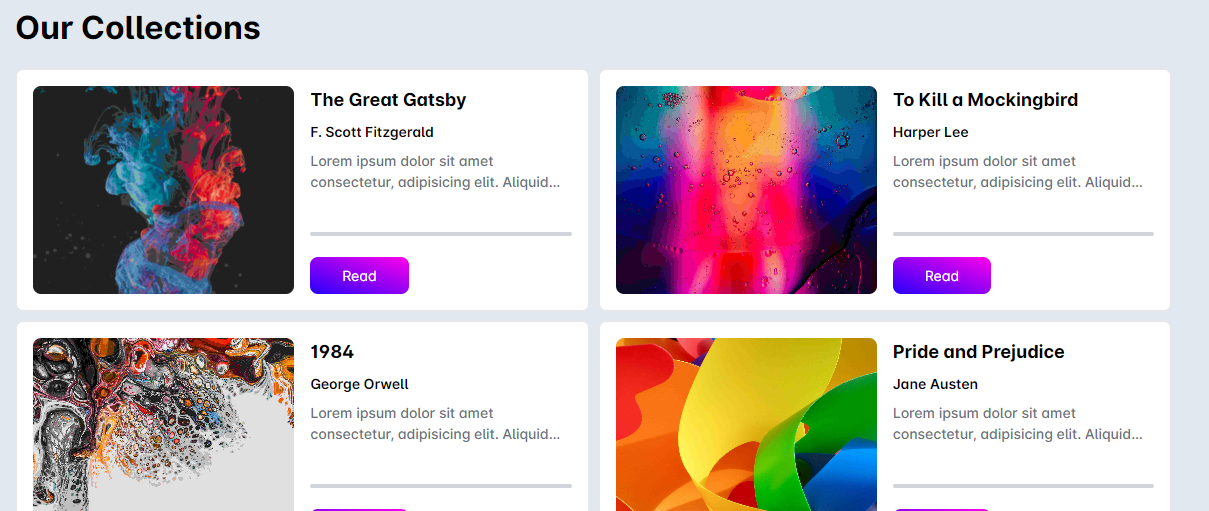 Our Collections
The Great Gatsby
F. Scott Fitzgerald
Lorem ipsum dolor sit amet
consectetur, adipisicing elit. Aliquid...
Read
To Kill a Mockingbird
Harper Lee
Lorem ipsum dolor sit amet
consectetur, adipisicing elit. Aliquid...
Read
1984
George Orwell
Lorem ipsum dolor sit amet
consectetur, adipisicing elit. Aliquid...
Pride and Prejudice
Jane Austen
Lorem ipsum dolor sit amet
consectetur, adipisicing elit. Aliquid...